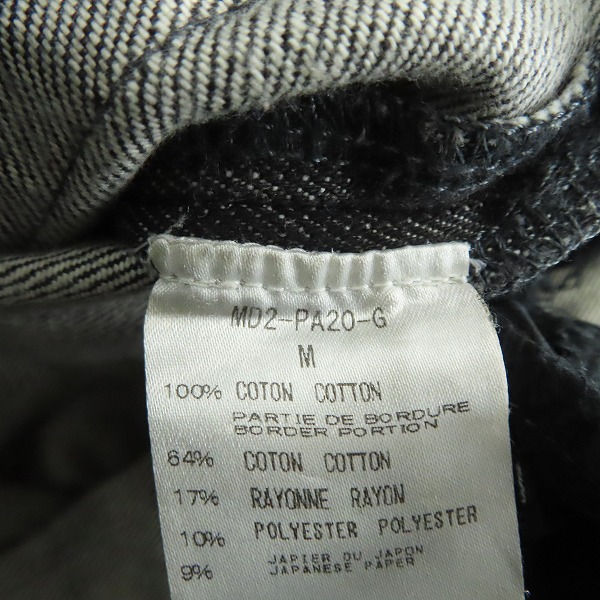 MD2-PA20-G
M
100% COTON COTTON
PARTIE DE BORDURE
BORDER PORTION
64% COTON COTTON
17% RAYONNE RAYON
10% POLYESTER POLYESTER
9% JAPIER DU JAPON
JAPANESE PAPER